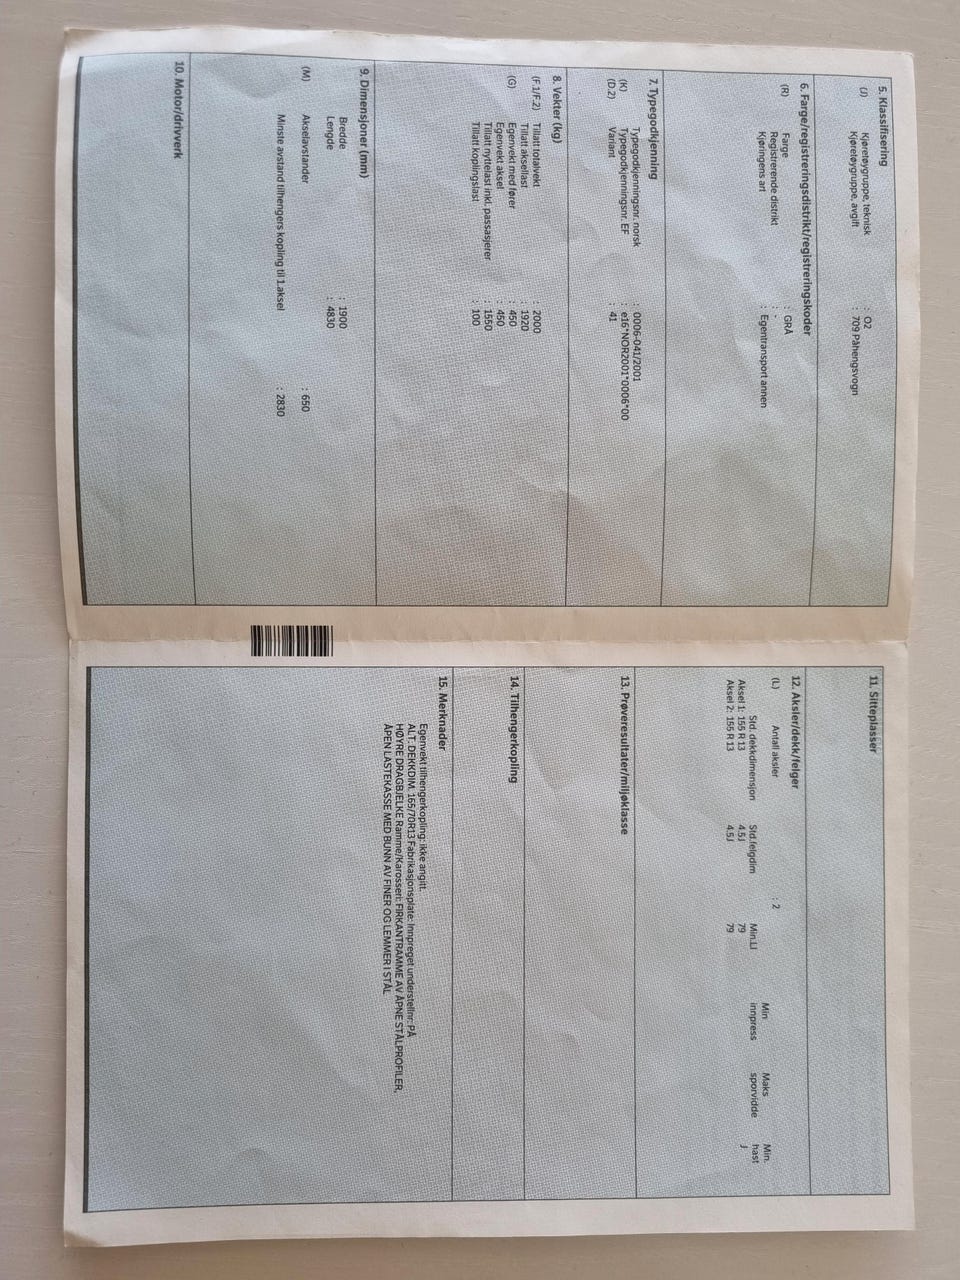 5. Klassifisering
(J) Kjøretøygruppe, teknisk : O2
Kjøretøygruppe, avgift : 709 Påhengsvogn
6. Farge/registreringsdistrikt/registreringskoder
(R) Farge : GRÅ
Registrerende distrikt : -
Kjøringens art : Egentransport annen
7. Typegodkjenning
Typegodkjenningsnr. norsk : 0006-041/2001
(K) Typegodkjenningsnr. EF : e16*NOR2001*0006*00
(D.2) Variant : 41
8. Vekter (kg)
(F.1/F.2) Tillatt totalvekt : 2000
Tillatt aksellast : 1920
(G) Egenvekt med fører : 450
Egenvekt aksel : 450
Tillatt nyttelast inkl. passasjerer : 1550
Tillatt koplingslast : 100
9. Dimensjoner (mm)
Bredde : 1900
Lengde : 4830
(M) Akselavstander : 650
Minste avstand tilhengers kopling til 1.aksel : 2830
10. Motor/drivverk
11. Sitteplasser
12. Aksler/dekk/felger
(L) Antall aksler : 2
Std. dekkdimensjon Std.felgdim Min.LI Min innpress Maks sporvidde Min. hast
Aksel 1: 155 R 13 4.5J 79 J
Aksel 2: 155 R 13 4.5J 79
13. Prøveresultater/miljøklasse
14. Tilhengerkopling
15. Merknader
Egenvekt tilhengerkopling: ikke angitt.
ALT. DEKKDIM. 165/70R13 Fabrikasjonsplate: Innpreget understellnr: PÅ
HØYRE DRAGBJELKE Ramme/Karosseri: FIRKANTRAMME AV ÅPNE STÅLPROFILER,
ÅPEN LASTEKASSE MED BUNN AV FINER OG LEMMER I STÅL